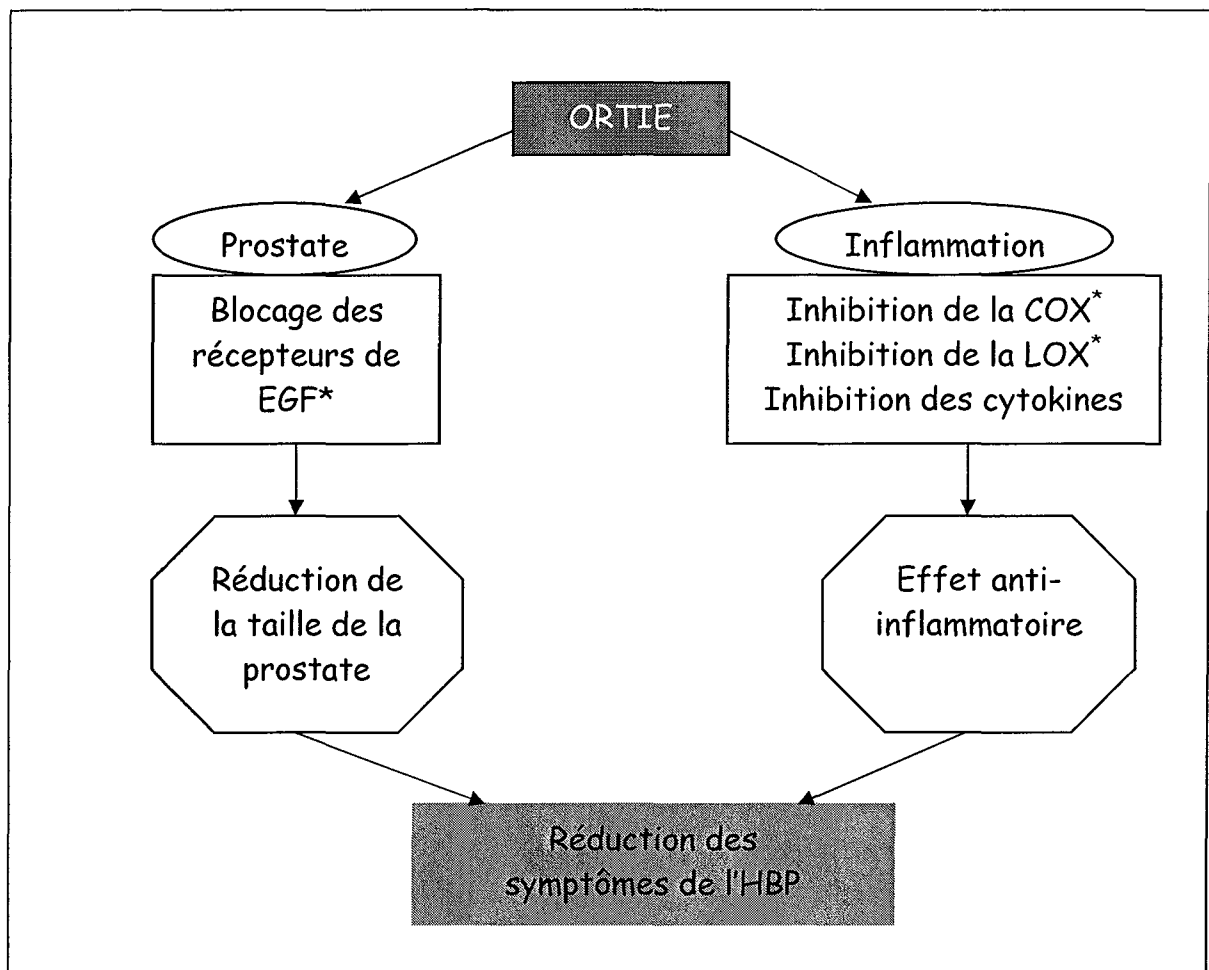 ORTIE
Prostate
Blocage des
récepteurs de
EGF*
Réduction de
la taille de la
prostate
Inflammation
Inhibition de la COX*
Inhibition de la LOX*
Inhibition des cytokines
Effet anti-
inflammatoire
Réduction des
symptômes de l'HBP